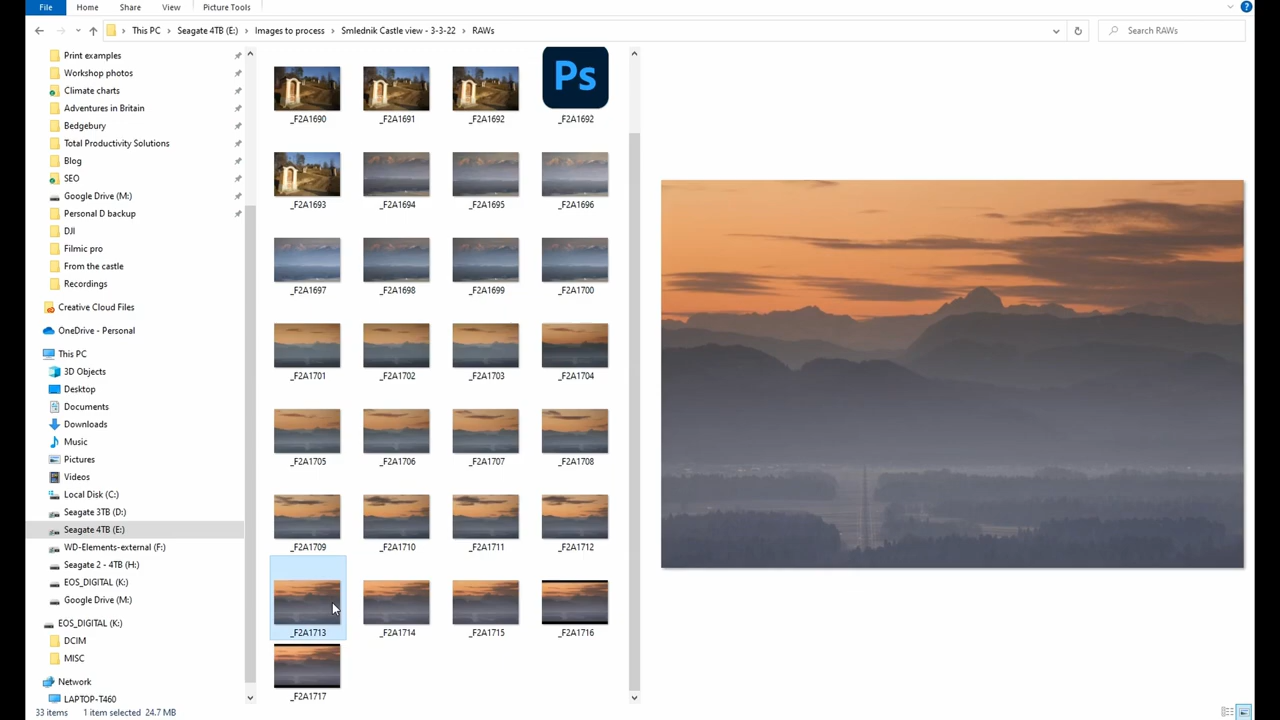 File Home Share View Picture Tools
This PC Seagate 4TB (E:) Images to process Smlednik Castle view - 3-3-22 RAWs
Search RAWs
Print examples
Workshop photos
Climate charts
Adventures in Britain
Bedgebury
Total Productivity Solutions
Blog
SEO
Google Drive (M:)
Personal D backup
DJI
Filmic pro
From the castle
Recordings
Creative Cloud Files
OneDrive - Personal
This PC
3D Objects
Desktop
Documents
Downloads
Music
Pictures
Videos
Local Disk (C:)
Seagate 3TB (D:)
Seagate 4TB (E:)
WD-Elements-external (F:)
Seagate 2 - 4TB (H:)
EOS_DIGITAL (K:)
Google Drive (M:)
EOS_DIGITAL (K:)
DCIM
MISC
Network
LAPTOP-T460
Ps
_F2A1690 _F2A1691 _F2A1692 _F2A1692
_F2A1693 _F2A1694 _F2A1695 _F2A1696
_F2A1697 _F2A1698 _F2A1699 _F2A1700
_F2A1701 _F2A1702 _F2A1703 _F2A1704
_F2A1705 _F2A1706 _F2A1707 _F2A1708
_F2A1709 _F2A1710 _F2A1711 _F2A1712
_F2A1713 _F2A1714 _F2A1715 _F2A1716
_F2A1717
33 items 1 item selected 24.7 MB